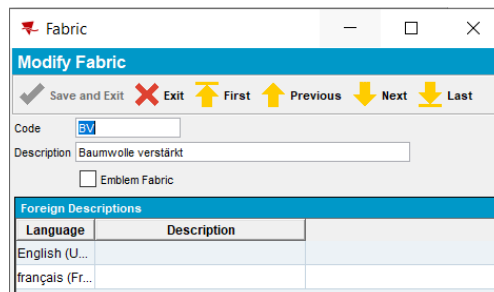 Fabric
Modify Fabric
Save and Exit Exit First Previous Next Last
Code BV
Description Baumwolle verstärkt
Emblem Fabric
Foreign Descriptions
Language Description
English (U...
français (Fr...